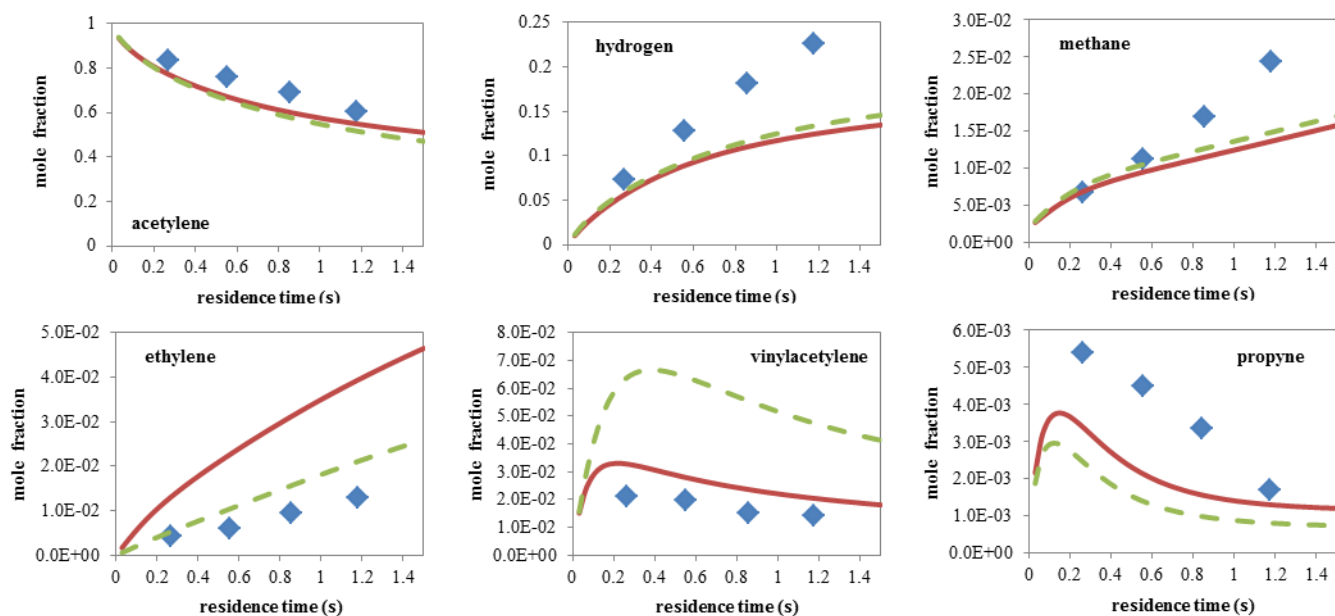 1
0.8
0.6
0.4
0.2
0
mole fraction
acetylene
0 0.2 0.4 0.6 0.8 1 1.2 1.4
residence time (s)
0.25
0.2
0.15
0.1
0.05
0
mole fraction
hydrogen
0 0.2 0.4 0.6 0.8 1 1.2 1.4
residence time (s)
3.0E-02
2.5E-02
2.0E-02
1.5E-02
1.0E-02
5.0E-03
0.0E+00
mole fraction
methane
0 0.2 0.4 0.6 0.8 1 1.2 1.4
residence time (s)
5.0E-02
4.0E-02
3.0E-02
2.0E-02
1.0E-02
0.0E+00
mole fraction
ethylene
0 0.2 0.4 0.6 0.8 1 1.2 1.4
residence time (s)
8.0E-02
7.0E-02
6.0E-02
5.0E-02
4.0E-02
3.0E-02
2.0E-02
1.0E-02
0.0E+00
mole fraction
vinylacetylene
0 0.2 0.4 0.6 0.8 1 1.2 1.4
residence time (s)
6.0E-03
5.0E-03
4.0E-03
3.0E-03
2.0E-03
1.0E-03
0.0E+00
mole fraction
propyne
0 0.2 0.4 0.6 0.8 1 1.2 1.4
residence time (s)